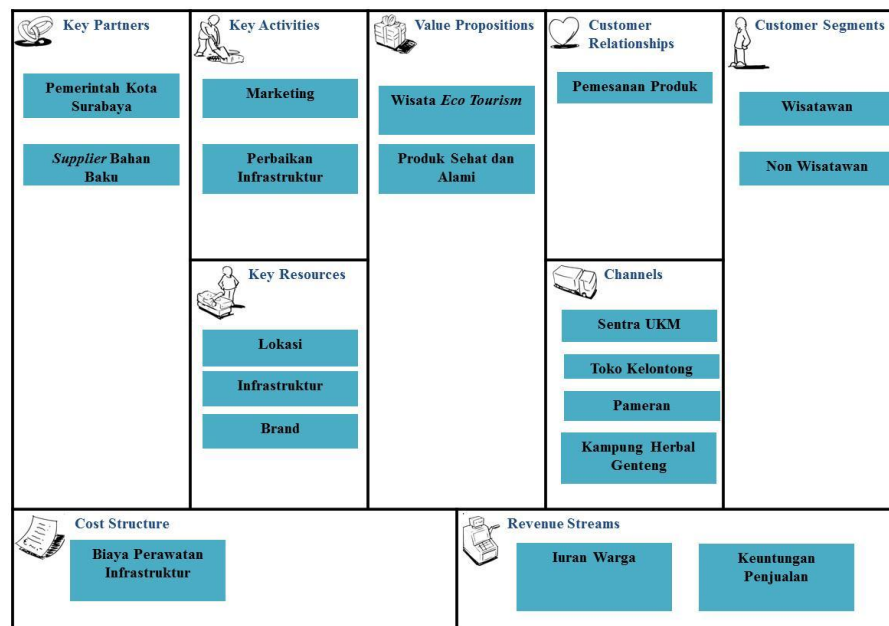 Key Partners
Pemerintah Kota
Surabaya
Supplier Bahan
Baku
Key Activities
Marketing
Perbaikan
Infrastruktur
Key Resources
Lokasi
Infrastruktur
Brand
Value Propositions
Wisata Eco Tourism
Produk Sehat dan
Alami
Customer
Relationships
Pemesanan Produk
Channels
Sentra UKM
Toko Kelontong
Pameran
Kampung Herbal
Genteng
Customer Segments
Wisatawan
Non Wisatawan
Cost Structure
Biaya Perawatan
Infrastruktur
Revenue Streams
Iuran Warga
Keuntungan
Penjualan